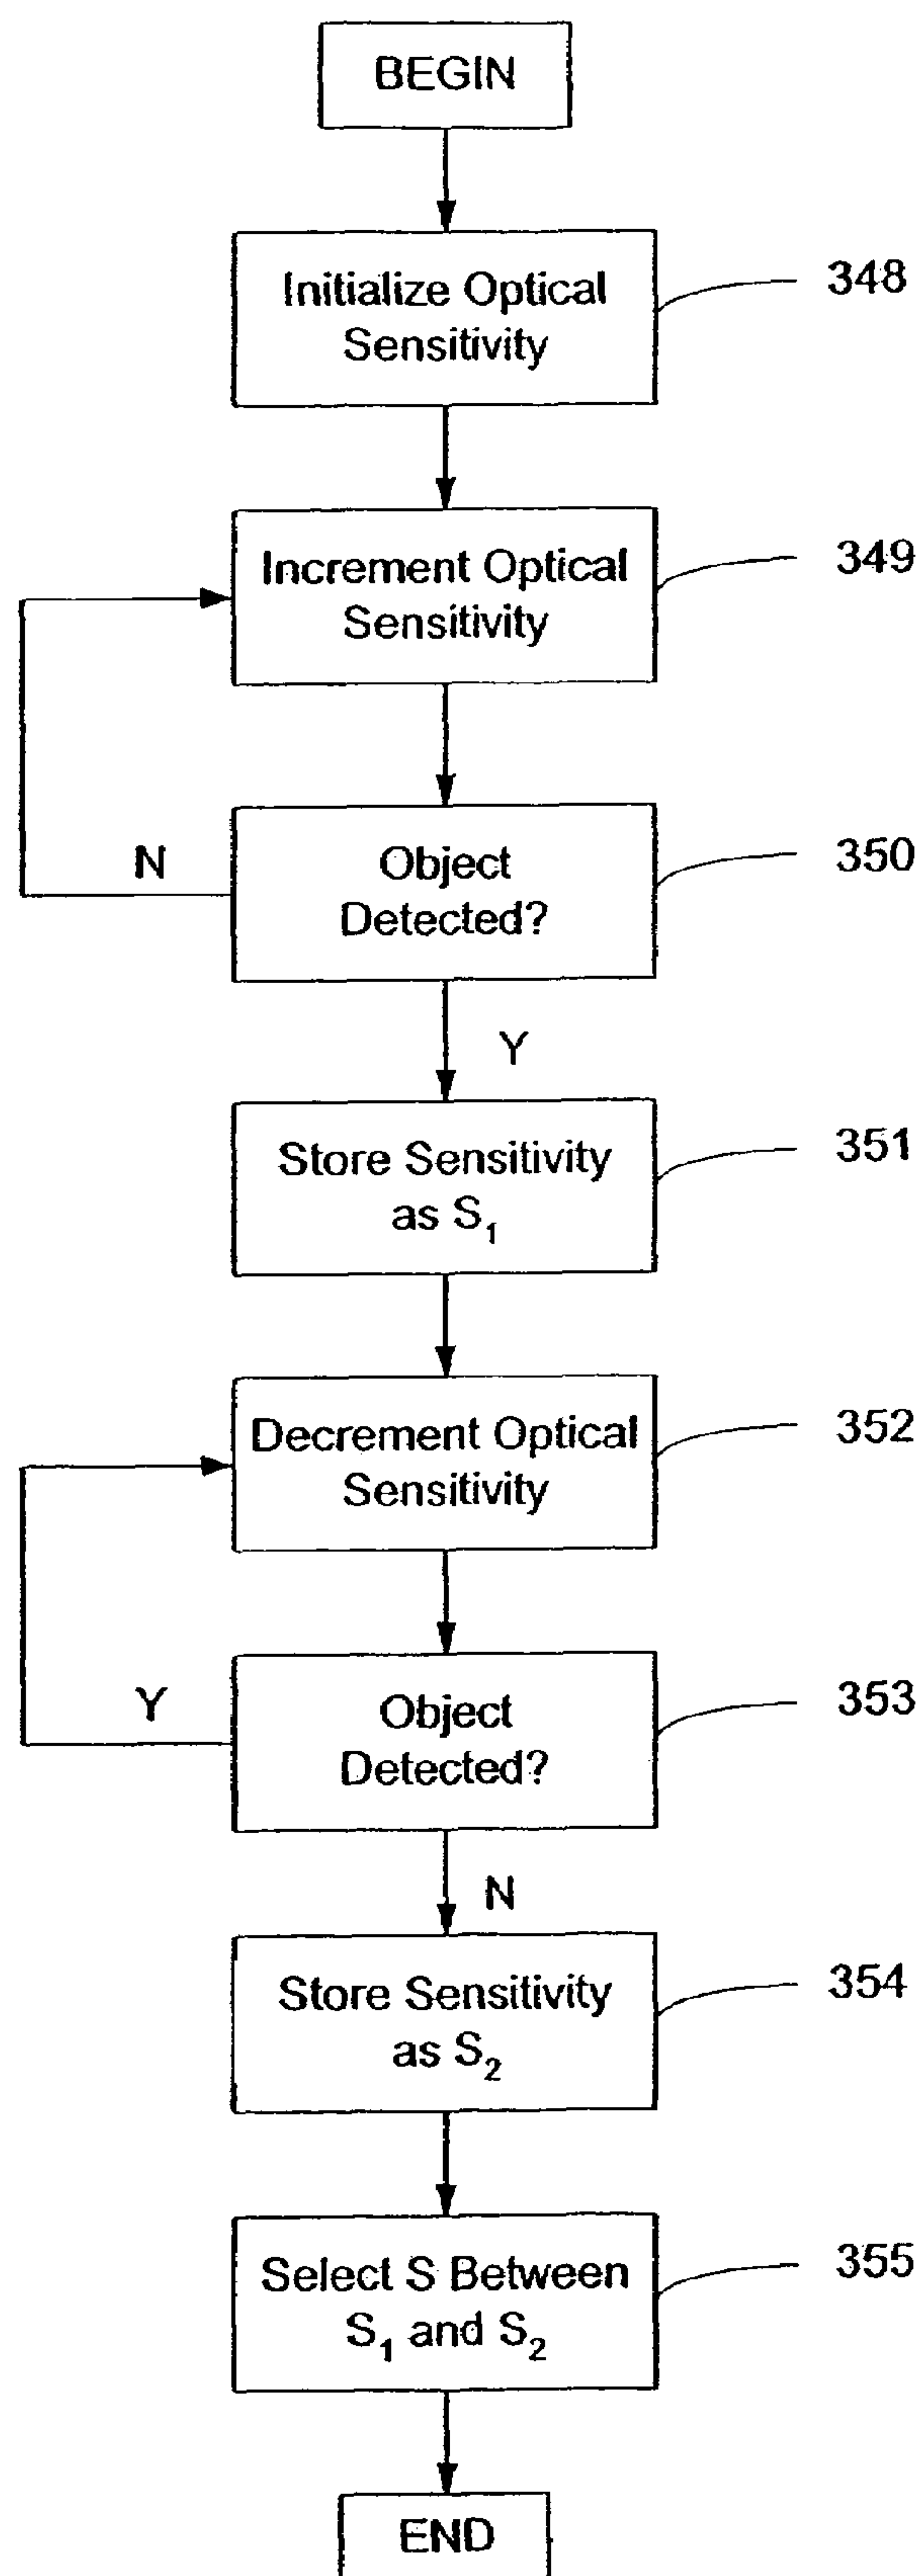 BEGIN
Initialize Optical
Sensitivity
348
Increment Optical
Sensitivity
349
Object
Detected?
350
N
Y
Store Sensitivity
as S₁
351
Decrement Optical
Sensitivity
352
Object
Detected?
353
Y
N
Store Sensitivity
as S₂
354
Select S Between
S₁ and S₂
355
END